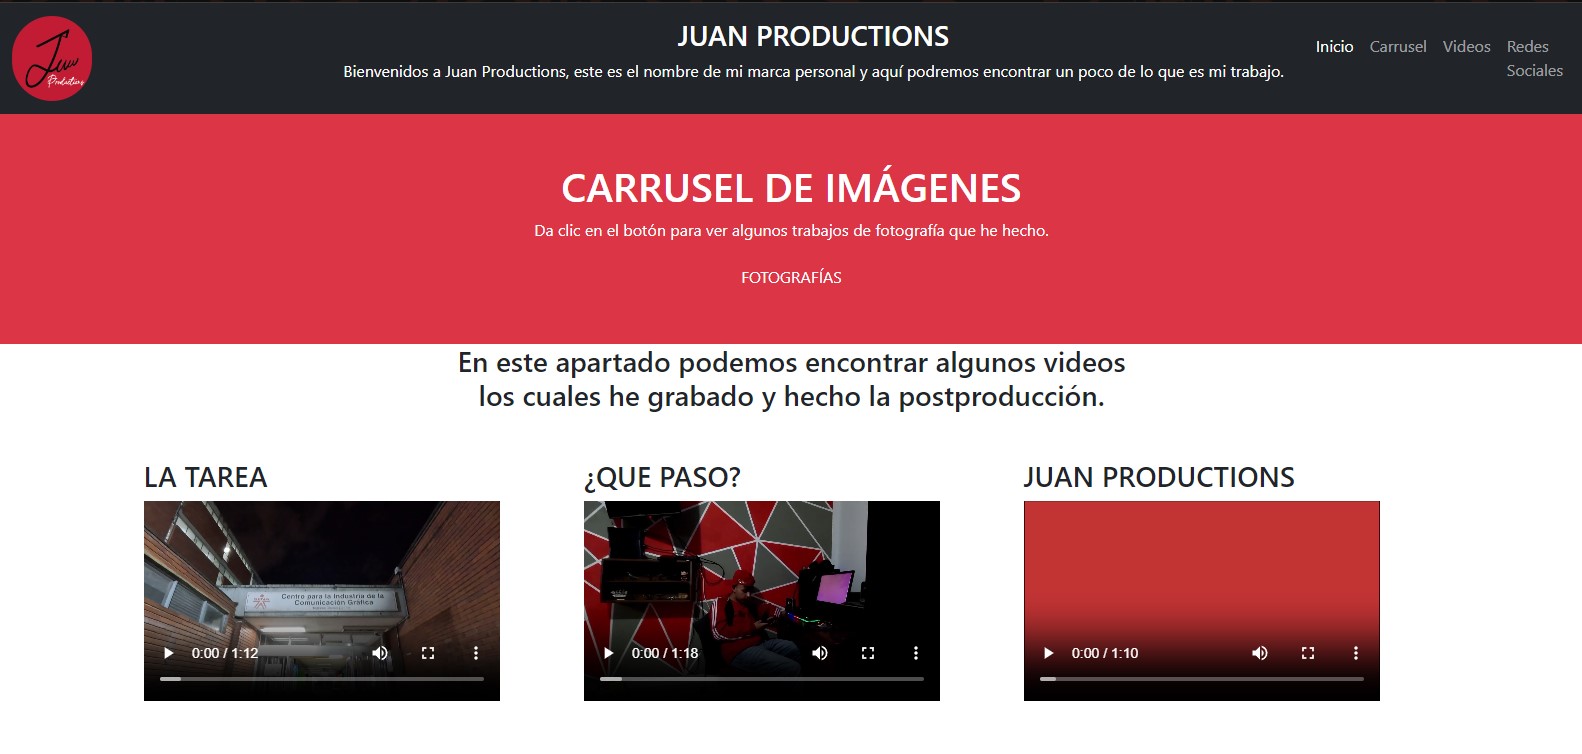 Juan
Productions
JUAN PRODUCTIONS
Bienvenidos a Juan Productions, este es el nombre de mi marca personal y aquí podremos encontrar un poco de lo que es mi trabajo.
Inicio
Carrusel
Videos
Redes
Sociales
CARRUSEL DE IMÁGENES
Da clic en el botón para ver algunos trabajos de fotografía que he hecho.
FOTOGRAFÍAS
En este apartado podemos encontrar algunos videos
los cuales he grabado y hecho la postproducción.
LA TAREA
Centro para la Industria de la
Comunicación Gráfica
0:00 / 1:12
¿QUE PASO?
0:00 / 1:18
JUAN PRODUCTIONS
0:00 / 1:10